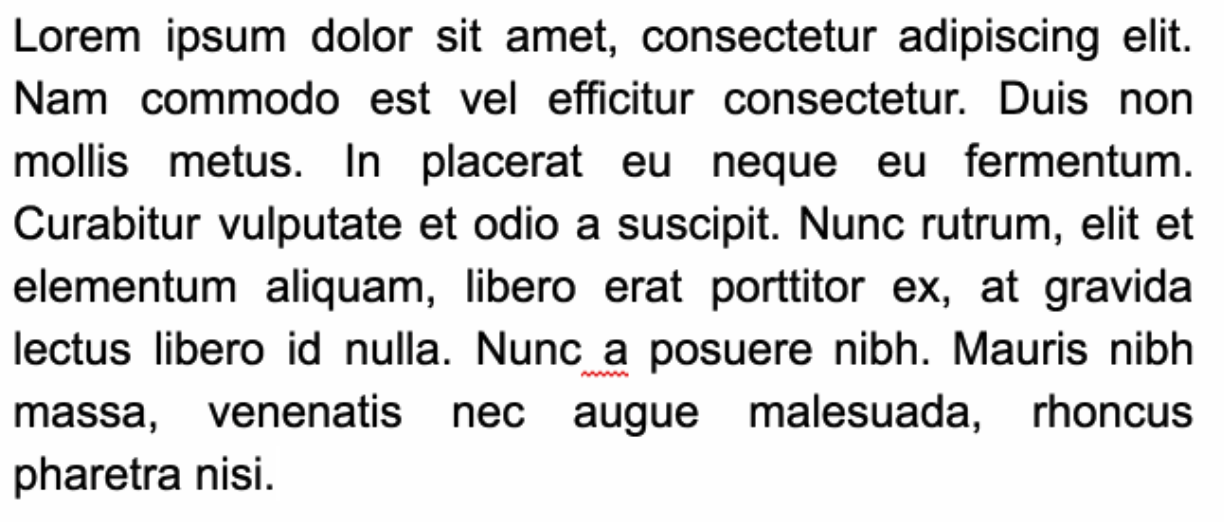 Lorem ipsum dolor sit amet, consectetur adipiscing elit.
Nam commodo est vel efficitur consectetur. Duis non
mollis metus. In placerat eu neque eu fermentum.
Curabitur vulputate et odio a suscipit. Nunc rutrum, elit et
elementum aliquam, libero erat porttitor ex, at gravida
lectus libero id nulla. Nunc a posuere nibh. Mauris nibh
massa, venenatis nec augue malesuada, rhoncus
pharetra nisi.